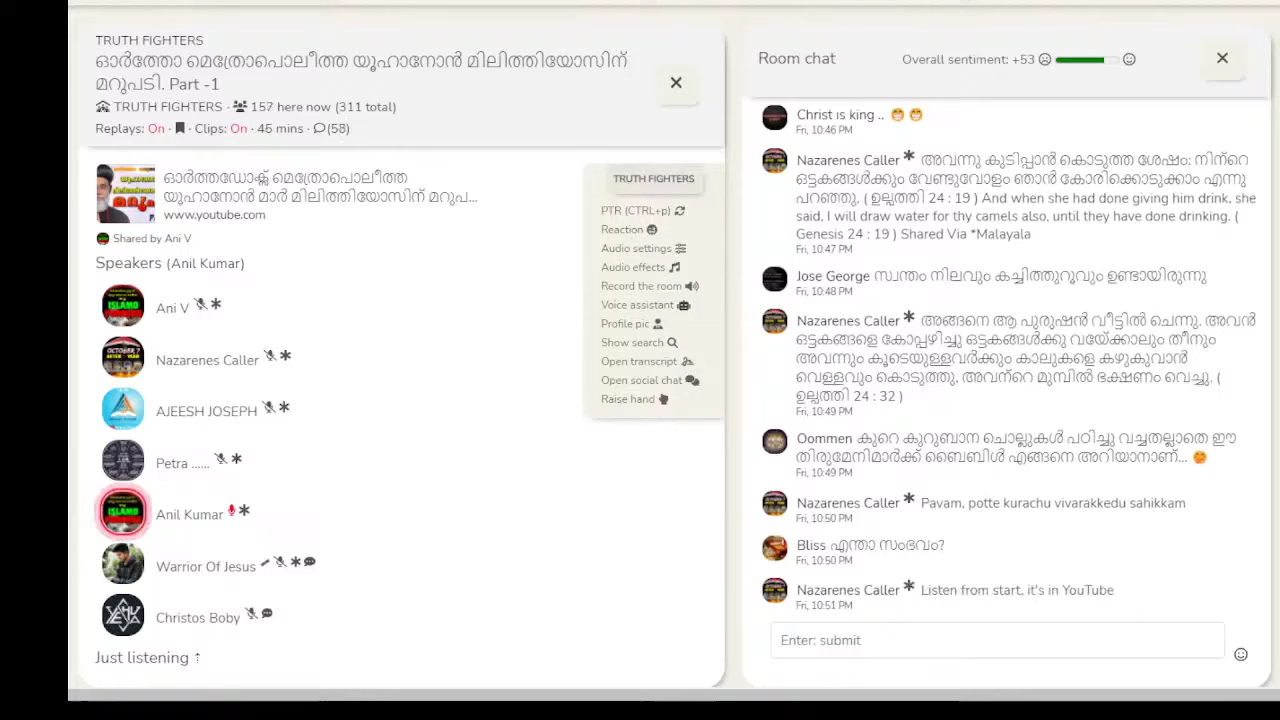 TRUTH FIGHTERS
ഓർത്തോ മെത്രോപൊലീത്ത യൂഹാനോൻ മിലിത്തിയോസിന്
മറുപടി. Part -1
TRUTH FIGHTERS · 157 here now (311 total)
Replays: On · Clips: On · 45 mins · (58)
ഓർത്തഡോക്സ് മെത്രോപൊലീത്ത
യൂഹാനോൻ മാർ മിലിത്തിയോസിന് മറുപ...
www.youtube.com
Shared by Ani V
Speakers (Anil Kumar)
Ani V
Nazarenes Caller
AJEESH JOSEPH
Petra ......
Anil Kumar
Warrior Of Jesus
Christos Boby
Just listening ⇡
TRUTH FIGHTERS
PTR (CTRL+p)
Reaction
Audio settings
Audio effects
Record the room
Voice assistant
Profile pic
Show search
Open transcript
Open social chat
Raise hand
Room chat
Overall sentiment: +53
Christ is king .. 😁 😁
Fri, 10:46 PM
Nazarenes Caller * അവന്നു കുടിപ്പാൻ കൊടുത്ത ശേഷം: നിന്റെ
ഒട്ടകങ്ങൾക്കും വേണ്ടുവോളം ഞാൻ കോരിക്കൊടുക്കാം എന്നു
പറഞ്ഞു. ( ഉല്പത്തി 24 : 19 ) And when she had done giving him drink, she
said, I will draw water for thy camels also, until they have done drinking. (
Genesis 24 : 19 ) Shared Via *Malayala
Fri, 10:47 PM
Jose George സ്വന്തം നിലവും കച്ചിത്തുറുവും ഉണ്ടായിരുന്നു
Fri, 10:48 PM
Nazarenes Caller * അങ്ങനെ ആ പുരുഷൻ വീട്ടിൽ ചെന്നു. അവൻ
ഒട്ടകങ്ങളെ കോപ്പഴിച്ചു ഒട്ടകങ്ങൾക്കു വയ്ക്കോലും തീനും
അവന്നും കൂടെയുള്ളവർക്കും കാലുകളെ കഴുകുവാൻ
വെള്ളവും കൊടുത്തു, അവന്റെ മുമ്പിൽ ഭക്ഷണം വെച്ചു. (
ഉല്പത്തി 24 : 32 )
Fri, 10:49 PM
Oommen കുറെ കുറുബാന ചൊല്ലുകൾ പഠിച്ചു വച്ചതല്ലാതെ ഈ
തിരുമേനിമാർക്ക് ബൈബിൾ എങ്ങനെ അറിയാനാണ്...
Fri, 10:49 PM
Nazarenes Caller * Pavam, potte kurachu vivarakkedu sahikkam
Fri, 10:50 PM
Bliss എന്താ സംഭവം?
Fri, 10:50 PM
Nazarenes Caller * Listen from start, it's in YouTube
Fri, 10:51 PM
Enter: submit